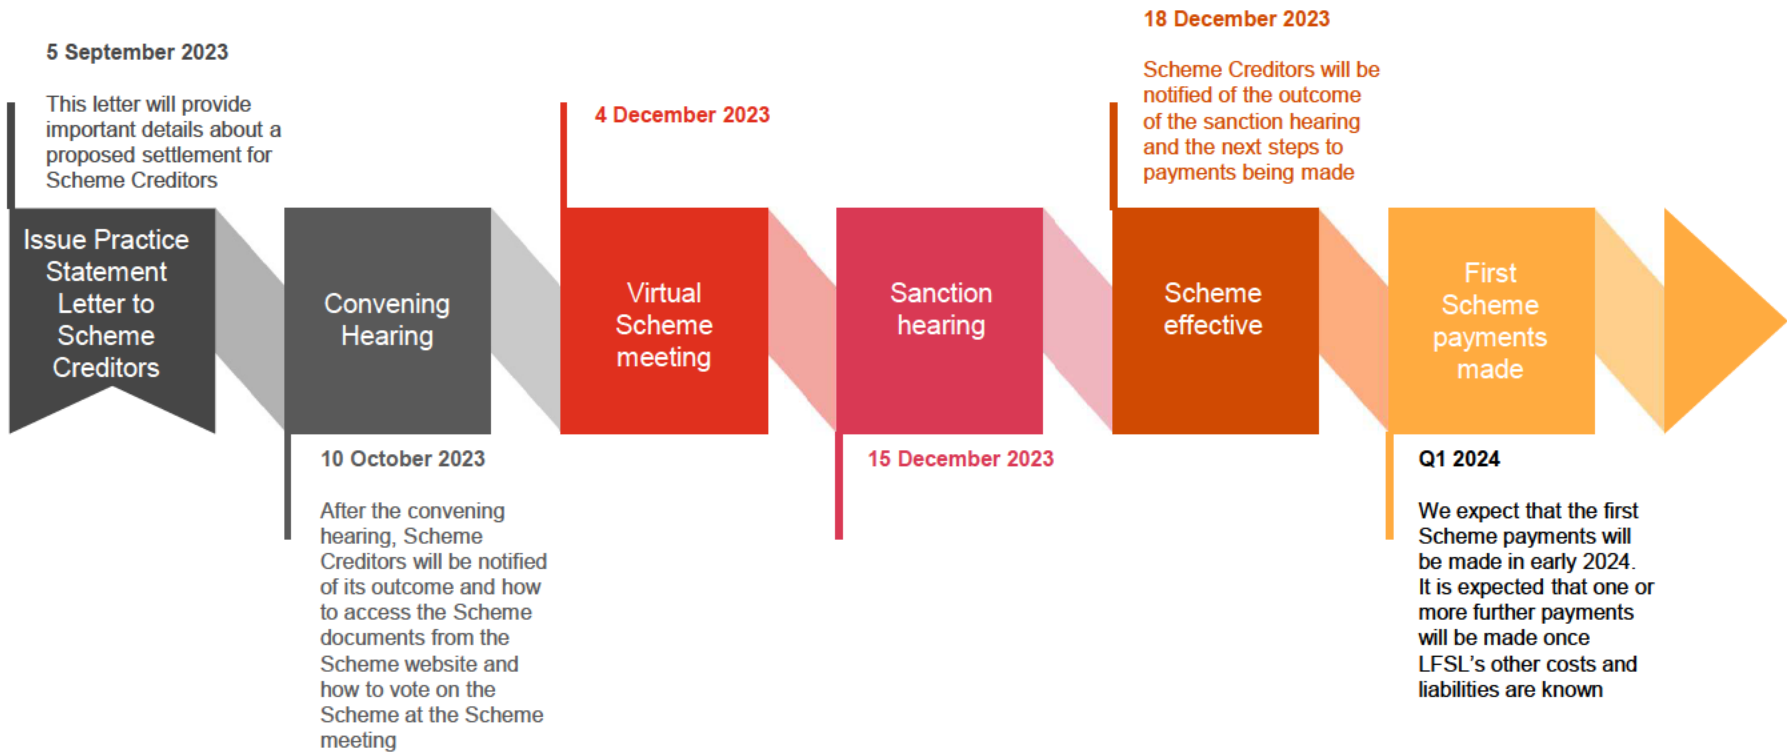 5 September 2023
This letter will provide
important details about a
proposed settlement for
Scheme Creditors
Issue Practice
Statement
Letter to
Scheme
Creditors
Convening
Hearing
10 October 2023
After the convening
hearing, Scheme
Creditors will be notified
of its outcome and how
to access the Scheme
documents from the
Scheme website and
how to vote on the
Scheme at the Scheme
meeting
4 December 2023
Virtual
Scheme
meeting
Sanction
hearing
15 December 2023
18 December 2023
Scheme Creditors will be
notified of the outcome
of the sanction hearing
and the next steps to
payments being made
Scheme
effective
First
Scheme
payments
made
Q1 2024
We expect that the first
Scheme payments will
be made in early 2024.
It is expected that one or
more further payments
will be made once
LFSL's other costs and
liabilities are known